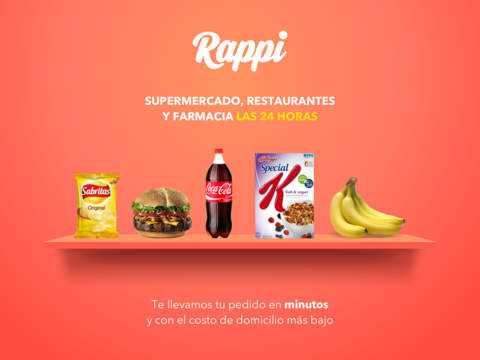 Rappi
SUPERMERCADO, RESTAURANTES
Y FARMACIA LAS 24 HORAS
Sabritas
Original
Coca-Cola
Kellogg's
Special
K
Te llevamos tu pedido en minutos
y con el costo de domicilio más bajo